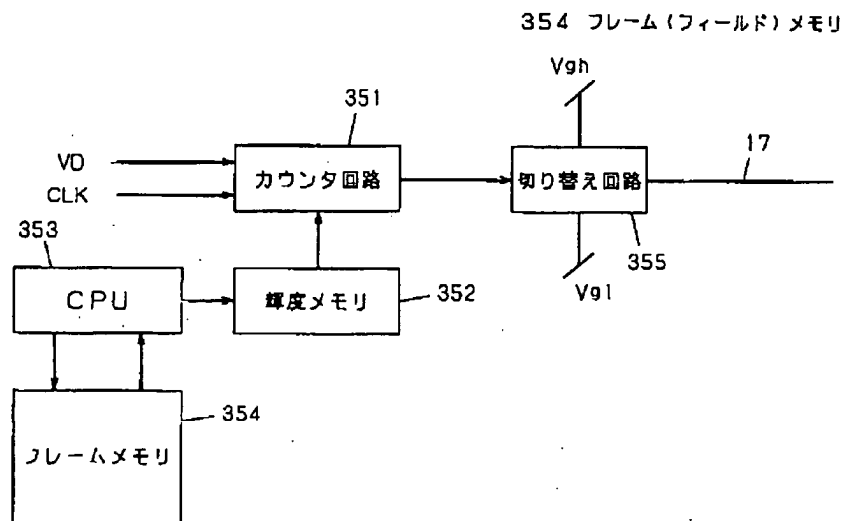 354 フレーム(フィールド)メモリ
Vgh
351
17
VD
カウンタ回路
切り替え回路
CLK
353
355
CPU
輝度メモリ
352
Vgl
354
フレームメモリ